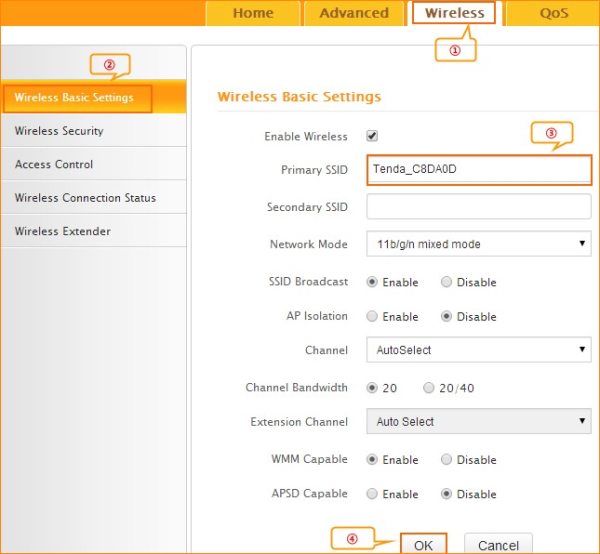 Home Advanced Wireless QoS
①
②
Wireless Basic Settings
Wireless Security
Access Control
Wireless Connection Status
Wireless Extender
Wireless Basic Settings
Enable Wireless
③
Primary SSID Tenda_C8DA0D
Secondary SSID
Network Mode 11b/g/n mixed mode
SSID Broadcast Enable Disable
AP Isolation Enable Disable
Channel AutoSelect
Channel Bandwidth 20 20/40
Extension Channel Auto Select
WMM Capable Enable Disable
APSD Capable Enable Disable
④
OK Cancel